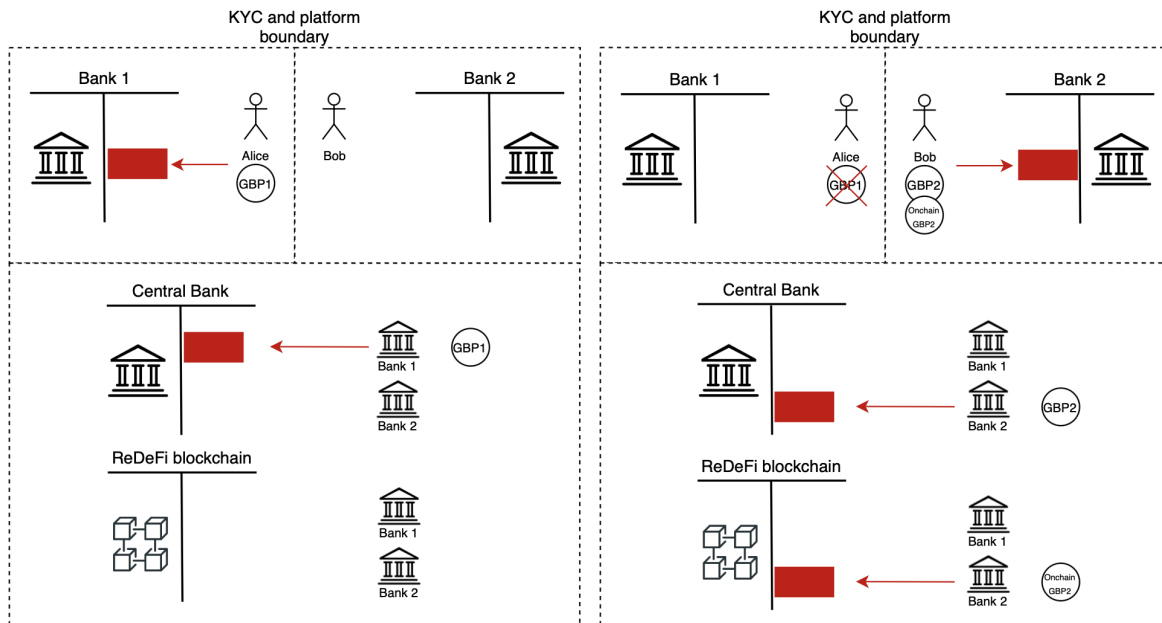 KYC and platform
boundary
Bank 1
Bank 2
Alice
Bob
GBP1
Central Bank
GBP1
Bank 1
Bank 2
ReDeFi blockchain
Bank 1
Bank 2
KYC and platform
boundary
Bank 1
Bank 2
Alice
Bob
GBP1
GBP2
Onchain
GBP2
Central Bank
Bank 1
GBP2
Bank 2
ReDeFi blockchain
Bank 1
Onchain
GBP2
Bank 2